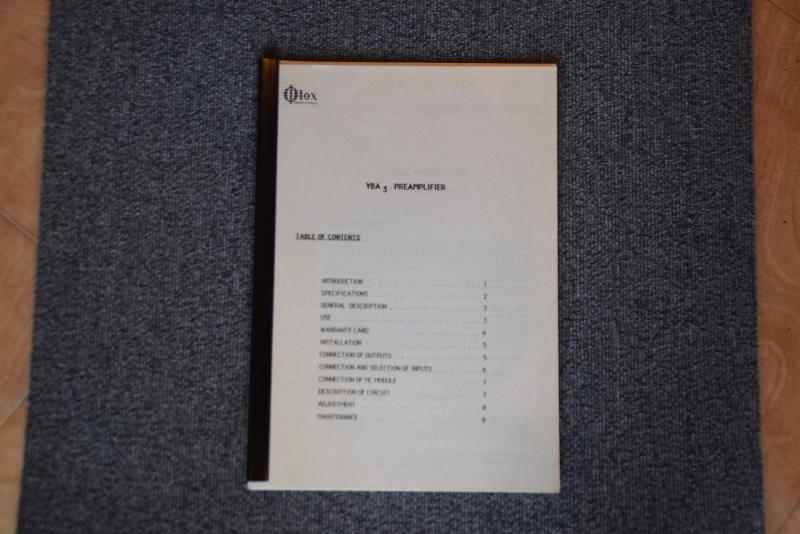 Φlox
YBA 3 PREAMPLIFIER
TABLE OF CONTENTS
INTRODUCTION 1
SPECIFICATIONS 2
GENERAL DESCRIPTION 3
USE 3
WARRANTY CARD 4
INSTALLATION 5
CONNECTION OF OUTPUTS 5
CONNECTION AND SELECTION OF INPUTS 6
CONNECTION OF MC MODULE 7
DESCRIPTION OF CIRCUIT 7
ADJUSTMENT 8
MAINTENANCE 8